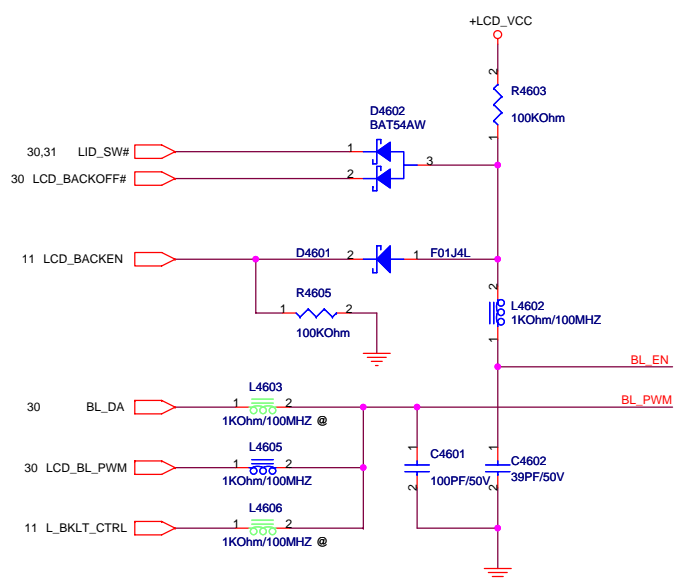 +LCD_VCC
2
R4603
100KOhm
1
D4602
BAT54AW
30,31 LID_SW# 1
3
30 LCD_BACKOFF# 2
11 LCD_BACKEN D4601 2 1 F01J4L
R4605
1 2
100KOhm
2
L4602
1KOhm/100MHZ
1
BL_EN
L4603
30 BL_DA 1 2 BL_PWM
1KOhm/100MHZ @
L4605
30 LCD_BL_PWM 1 2
1KOhm/100MHZ
1
C4601
100PF/50V
2
1
C4602
39PF/50V
2
L4606
11 L_BKLT_CTRL 1 2
1KOhm/100MHZ @